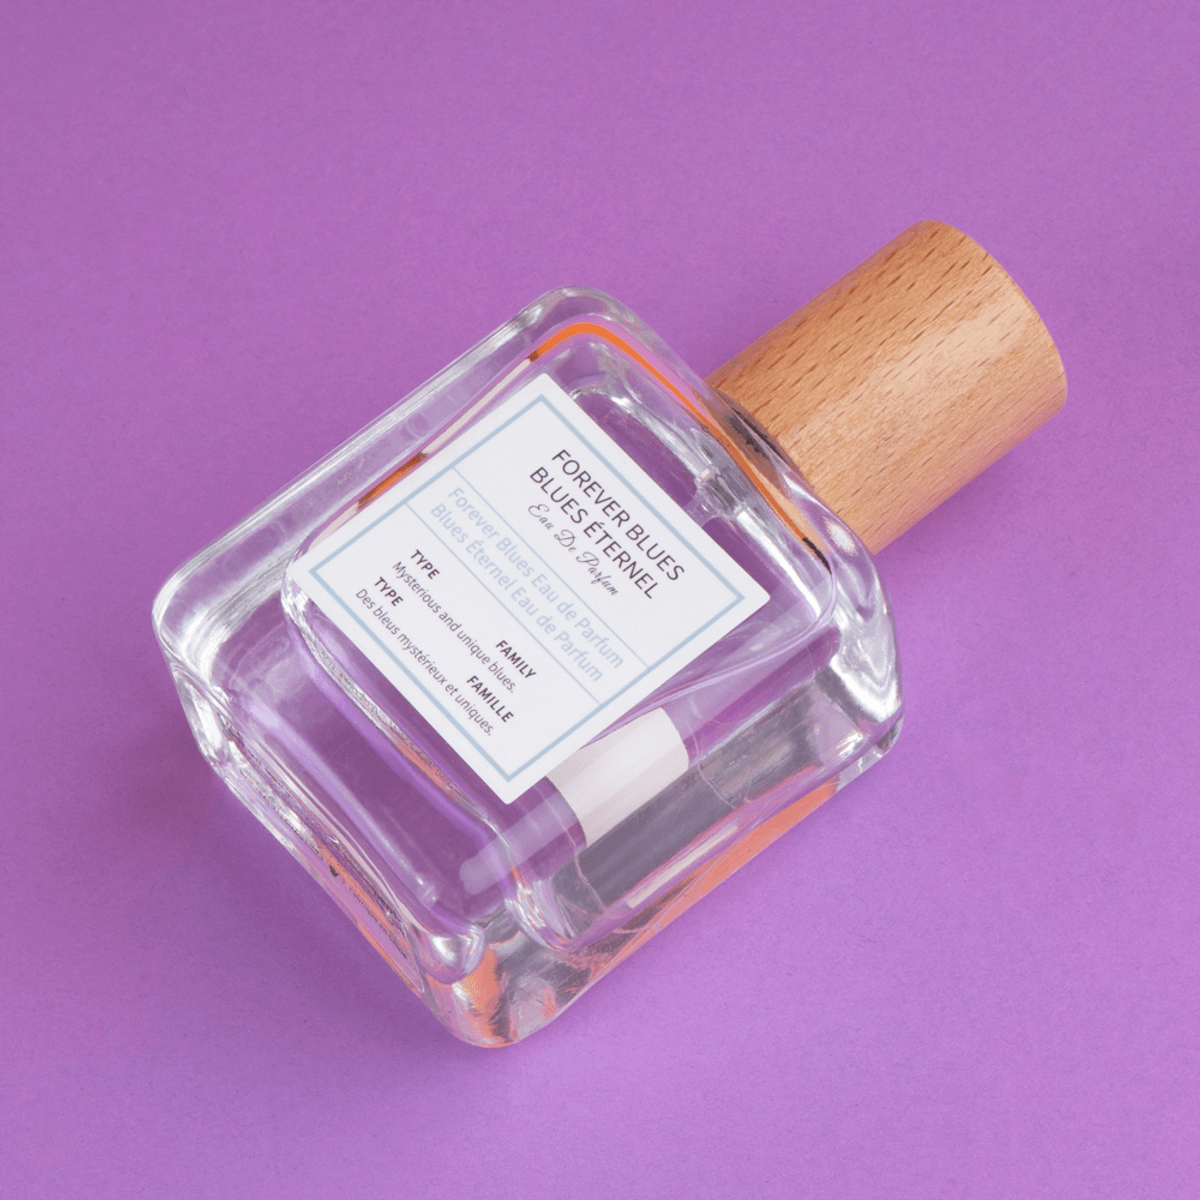 FOREVER BLUES
BLUES ÉTERNEL
Eau De Parfum
Forever Blues Eau de Parfum
Blues Éternel Eau de Parfum
TYPE FAMILY
Mysterious and unique blues.
TYPE FAMILLE
Des bleus mystérieux et uniques.